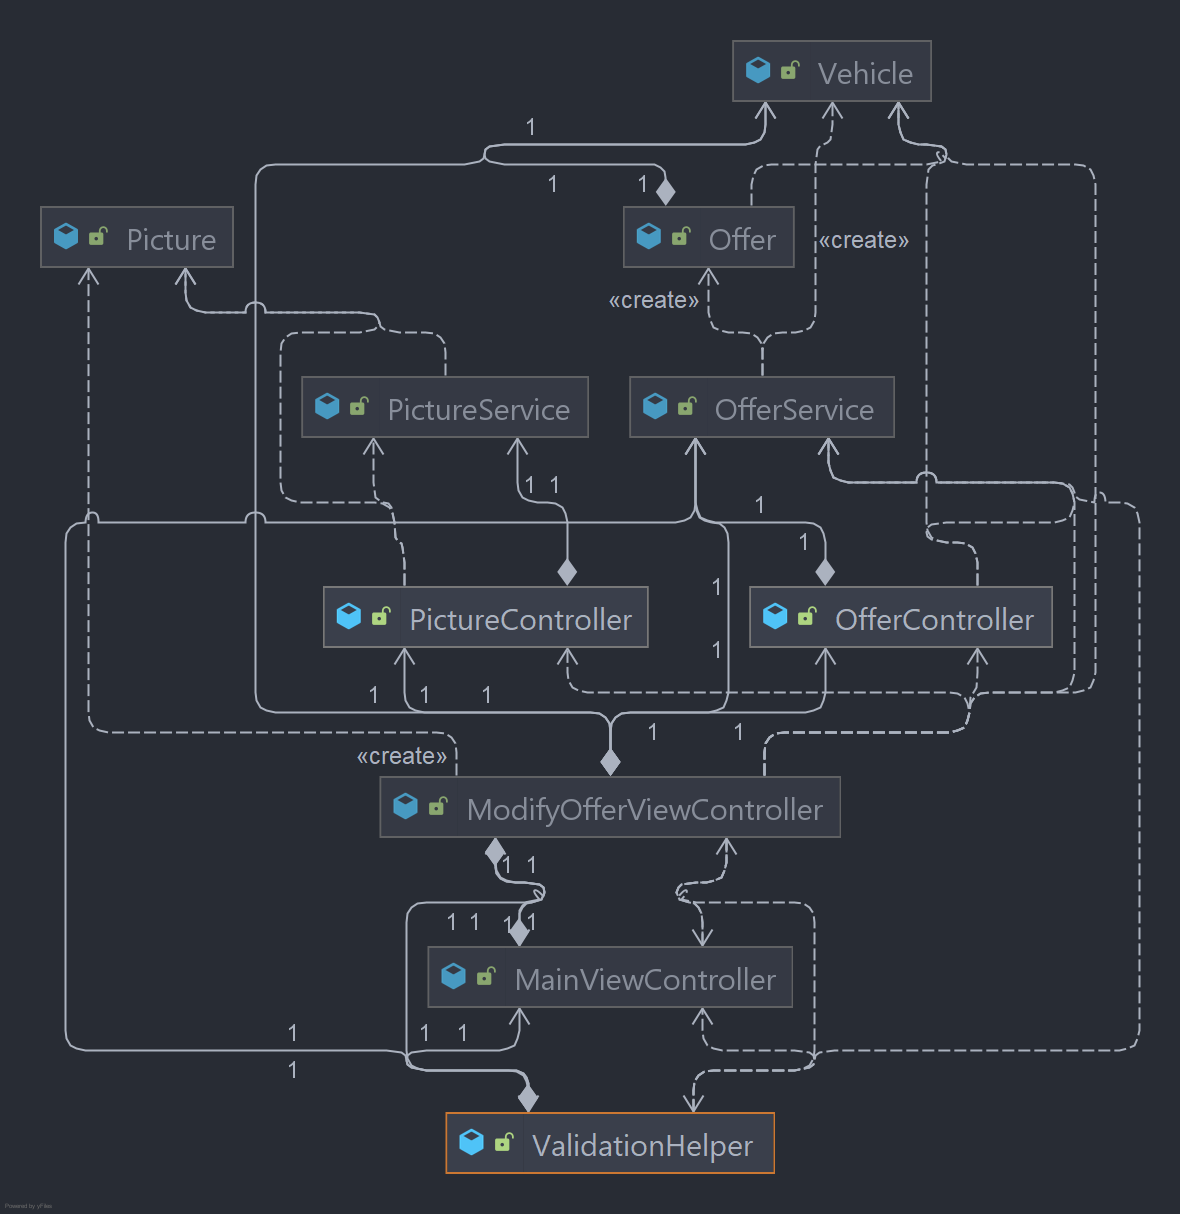 Vehicle
1
1
1
Picture
Offer
«create»
«create»
PictureService
OfferService
1
1
1
1
1
PictureController
OfferController
1
1
1
1
1
1
«create»
ModifyOfferViewController
1
1
1
1
1
1
MainViewController
1
1
1
1
ValidationHelper
Powered by yFiles